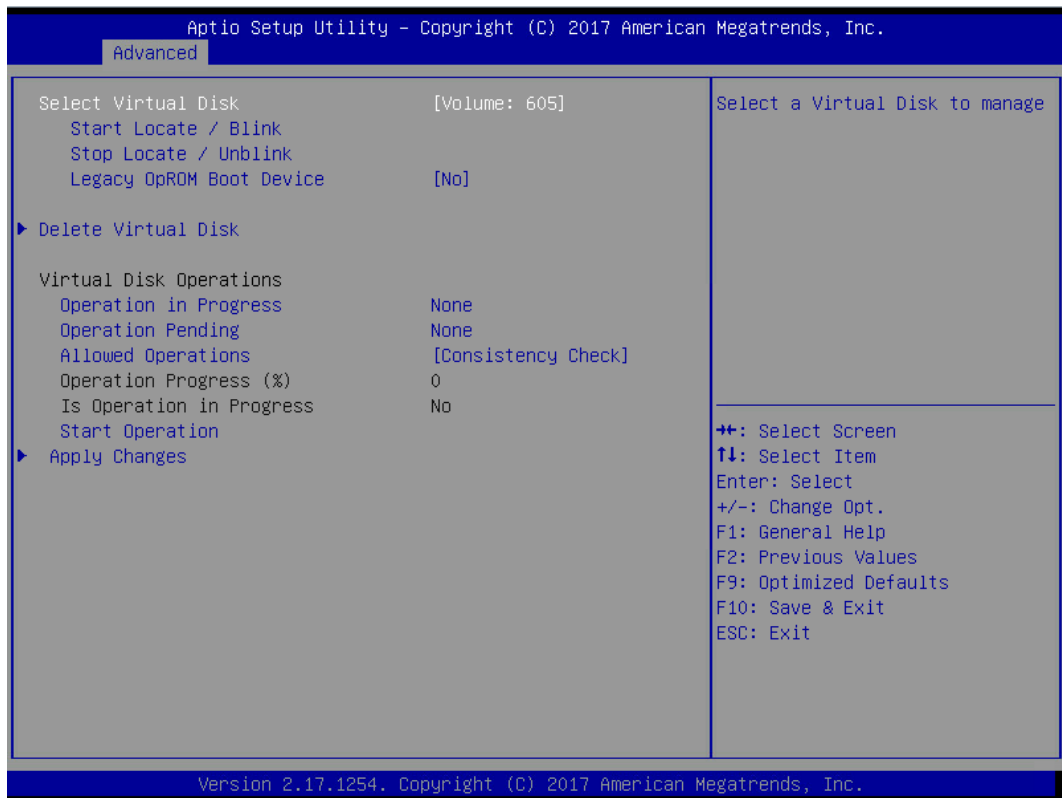 Aptio Setup Utility – Copyright (C) 2017 American Megatrends, Inc.
Advanced
Select Virtual Disk [Volume: 605]
Start Locate / Blink
Stop Locate / Unblink
Legacy OpROM Boot Device [No]
▶ Delete Virtual Disk
Virtual Disk Operations
Operation in Progress None
Operation Pending None
Allowed Operations [Consistency Check]
Operation Progress (%) 0
Is Operation in Progress No
Start Operation
▶ Apply Changes
Select a Virtual Disk to manage
→←: Select Screen
↑↓: Select Item
Enter: Select
+/-: Change Opt.
F1: General Help
F2: Previous Values
F9: Optimized Defaults
F10: Save & Exit
ESC: Exit
Version 2.17.1254. Copyright (C) 2017 American Megatrends, Inc.